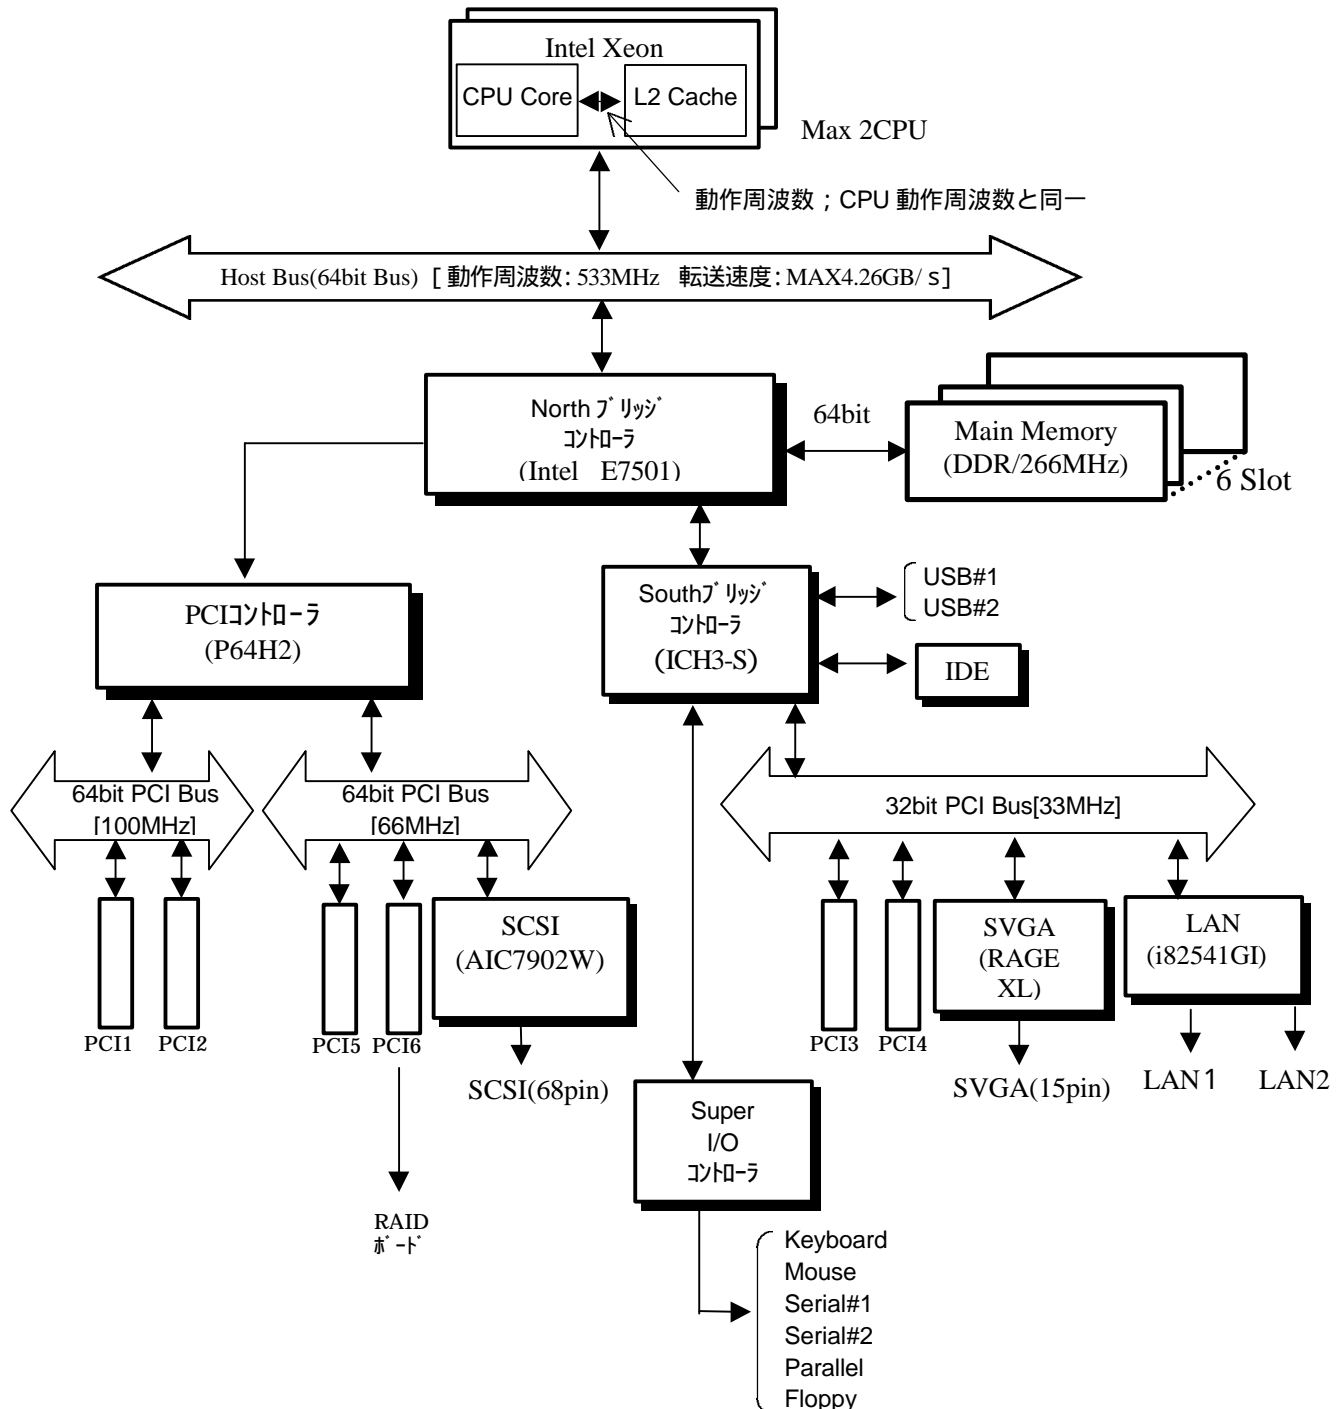 Intel Xeon
CPU Core
L2 Cache
Max 2CPU
動作周波数；CPU 動作周波数と同一
Host Bus(64bit Bus) [ 動作周波数: 533MHz 転送速度: MAX4.26GB/ s]
North ﾌﾞﾘｯｼﾞ
ｺﾝﾄﾛｰﾗ
(Intel E7501)
64bit
Main Memory
(DDR/266MHz)
6 Slot
PCIｺﾝﾄﾛｰﾗ
(P64H2)
Southﾌﾞﾘｯｼﾞ
ｺﾝﾄﾛｰﾗ
(ICH3-S)
USB#1
USB#2
IDE
64bit PCI Bus
[100MHz]
64bit PCI Bus
[66MHz]
32bit PCI Bus[33MHz]
SCSI
(AIC7902W)
SVGA
(RAGE
XL)
LAN
(i82541GI)
PCI1
PCI2
PCI5
PCI6
PCI3
PCI4
SCSI(68pin)
SVGA(15pin)
LAN１
LAN2
Super
I/O
ｺﾝﾄﾛｰﾗ
RAID
ﾎﾞｰﾄﾞ
Keyboard
Mouse
Serial#1
Serial#2
Parallel
Floppy